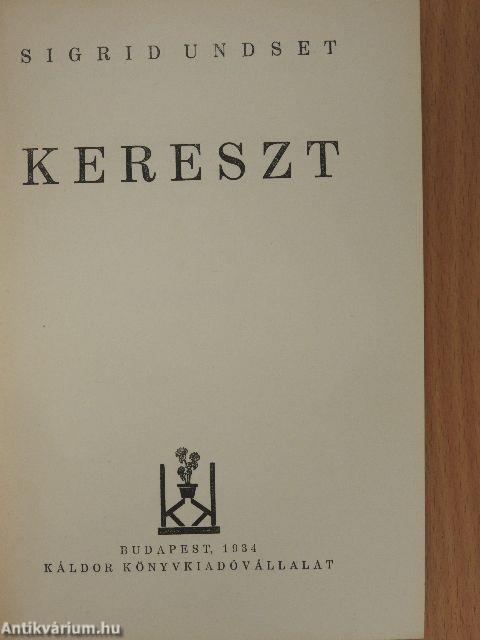 SIGRID UNDSET
KERESZT
BUDAPEST, 1934
KÁLDOR KÖNYVKIADÓVÁLLALAT
Antikvárium.hu